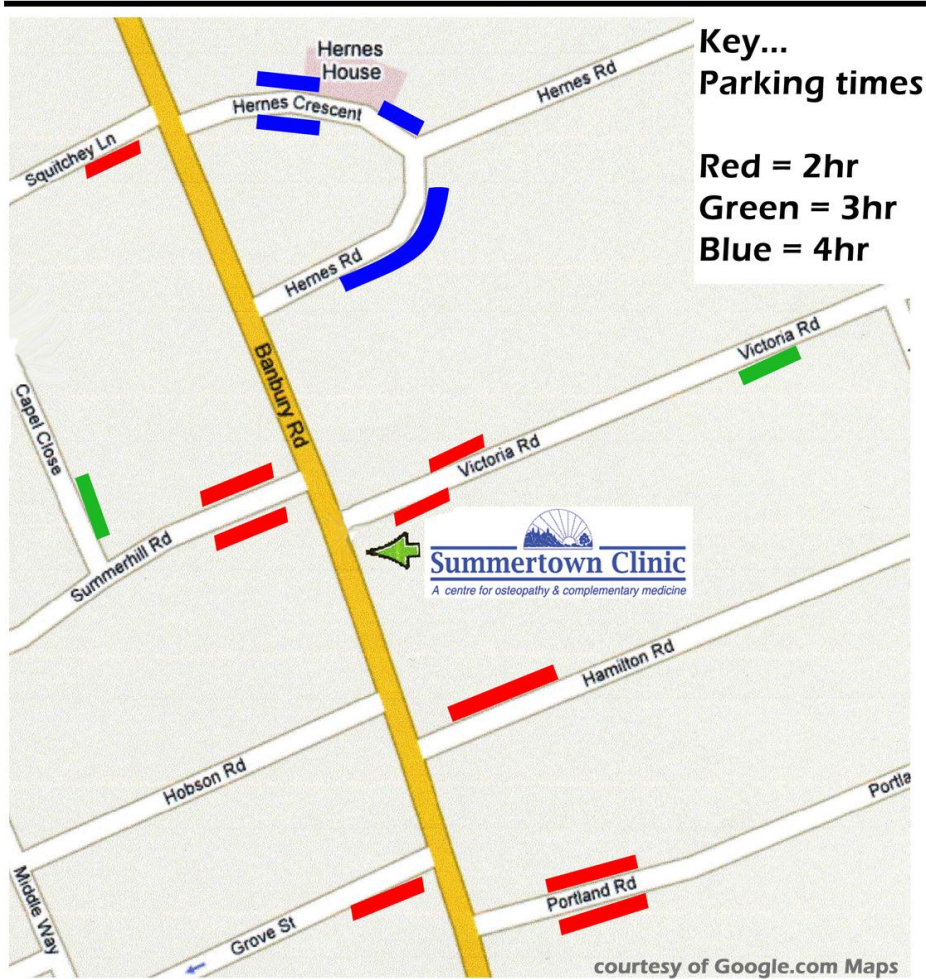 Key...
Parking times
Red = 2hr
Green = 3hr
Blue = 4hr
Hernes
House
Hernes Crescent
Hernes Rd
Squitchey Ln
Hernes Rd
Banbury Rd
Victoria Rd
Capel Close
Victoria Rd
Summerhill Rd
Summertown Clinic
A centre for osteopathy & complementary medicine
Hamilton Rd
Hobson Rd
Portla
Middle Way
Portland Rd
Grove St
courtesy of Google.com Maps